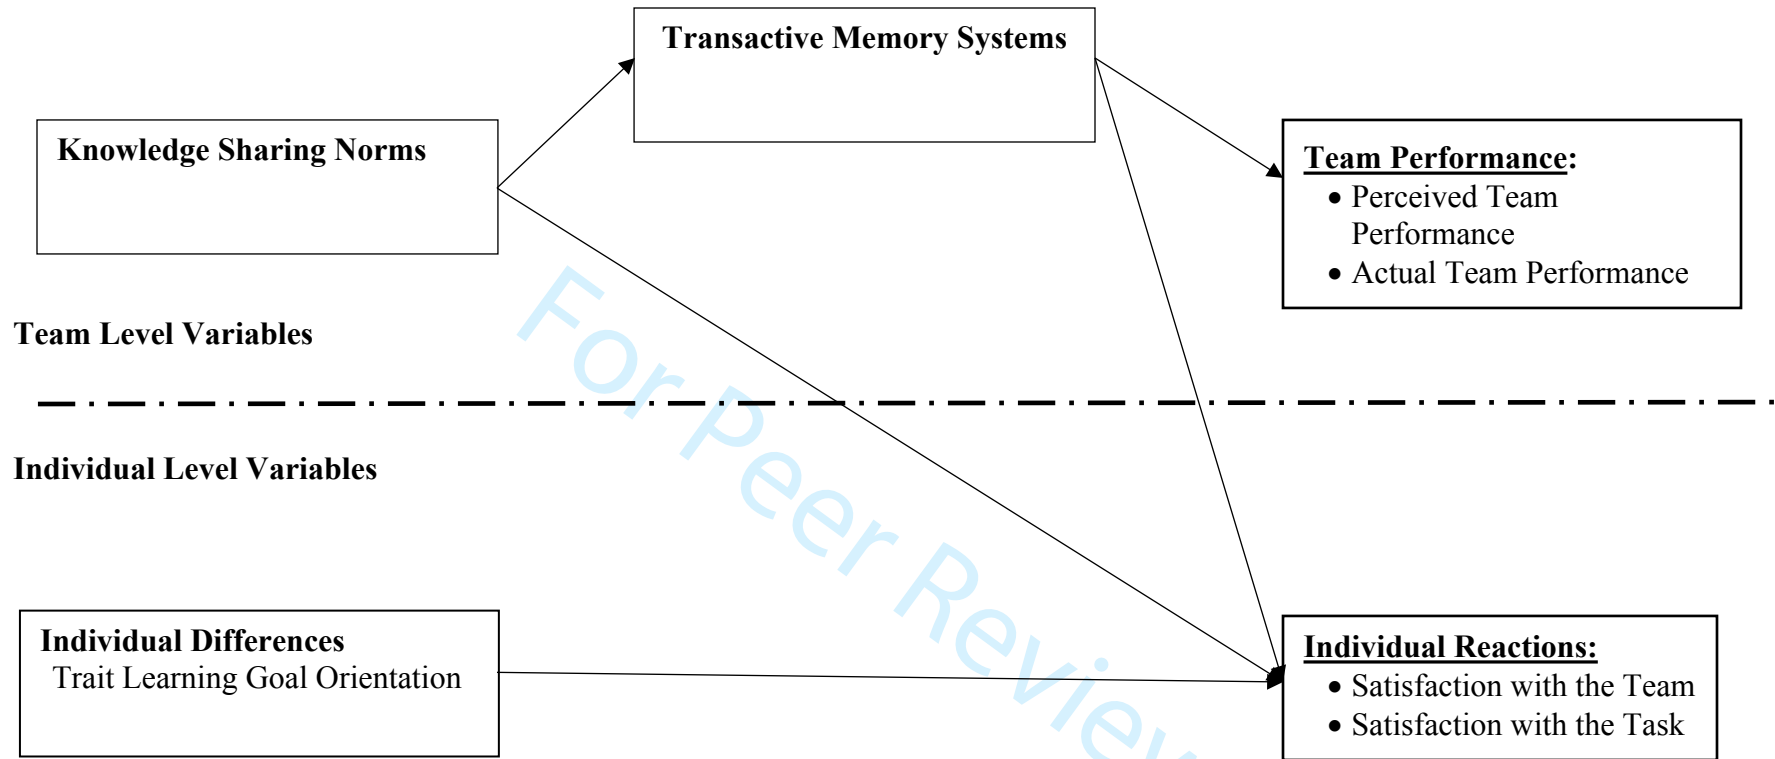 Transactive Memory Systems
Knowledge Sharing Norms
Team Performance:
• Perceived Team
Performance
• Actual Team Performance
Team Level Variables
Individual Level Variables
Individual Differences
Trait Learning Goal Orientation
Individual Reactions:
• Satisfaction with the Team
• Satisfaction with the Task
For Peer Review